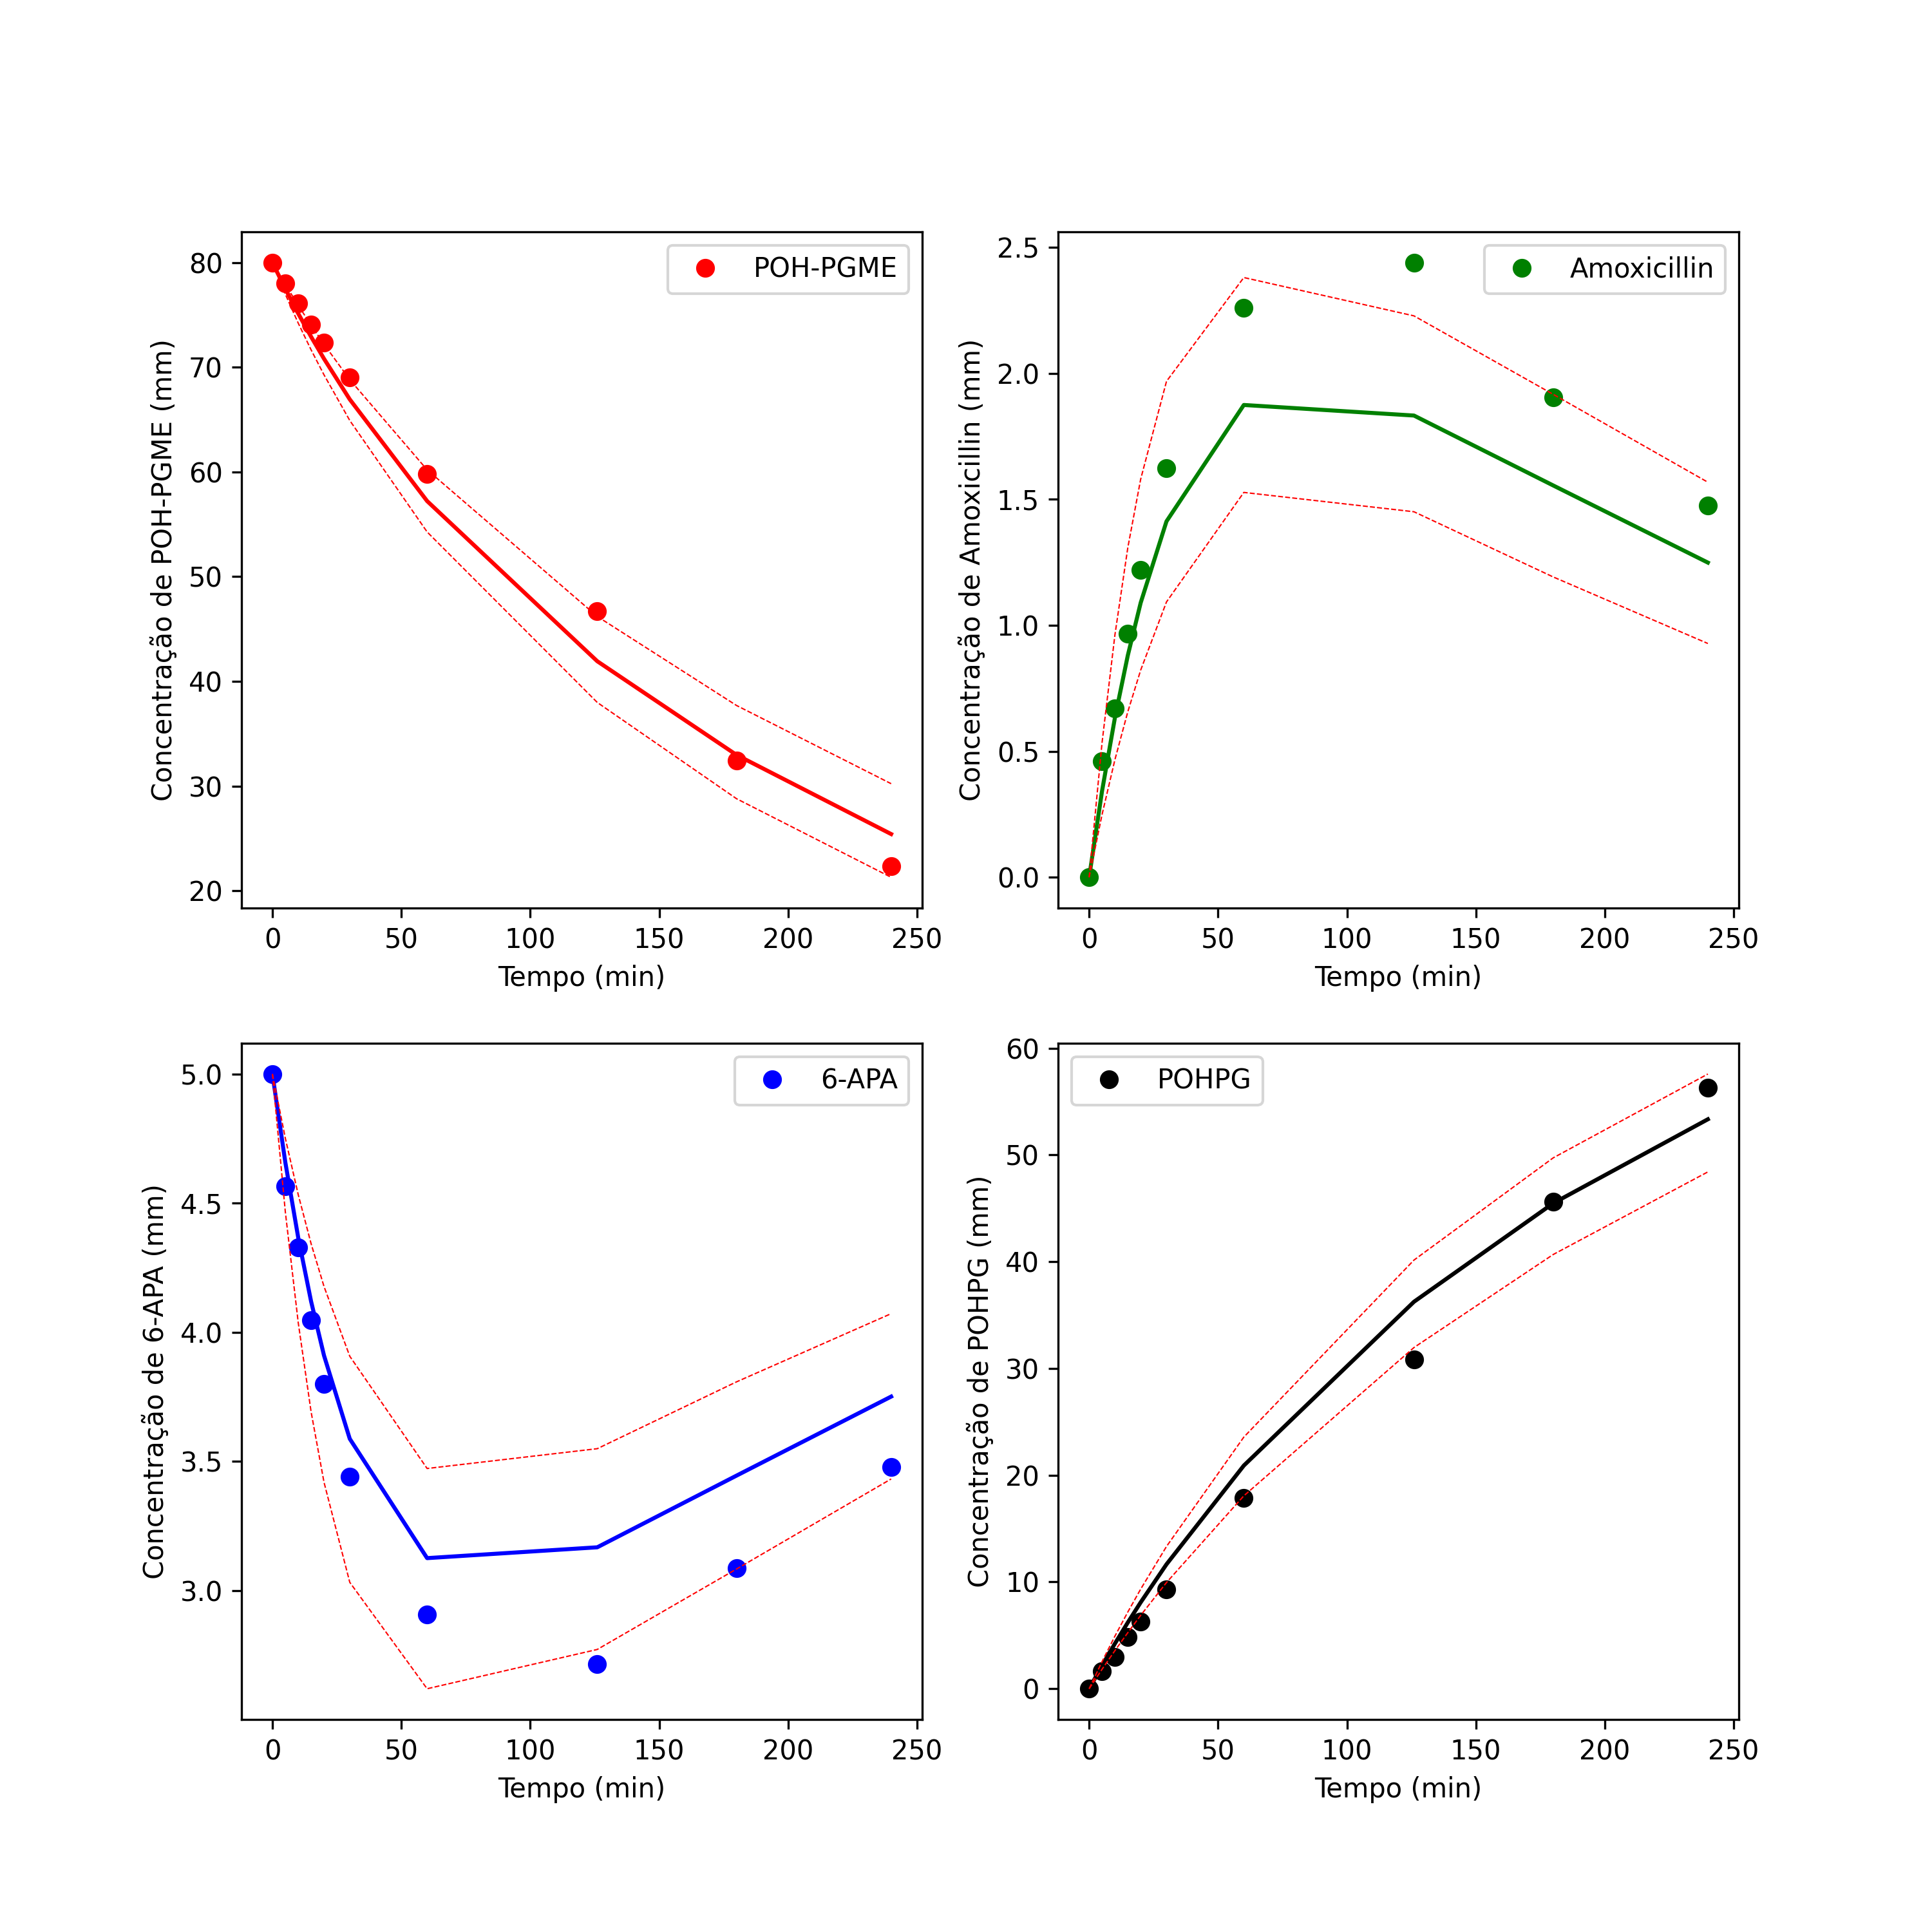 POH-PGME
Concentração de POH-PGME (mm)
80
70
60
50
40
30
20
0 50 100 150 200 250
Tempo (min)
Amoxicillin
Concentração de Amoxicillin (mm)
2.5
2.0
1.5
1.0
0.5
0.0
0 50 100 150 200 250
Tempo (min)
6-APA
Concentração de 6-APA (mm)
5.0
4.5
4.0
3.5
3.0
0 50 100 150 200 250
Tempo (min)
POHPG
Concentração de POHPG (mm)
60
50
40
30
20
10
0
0 50 100 150 200 250
Tempo (min)